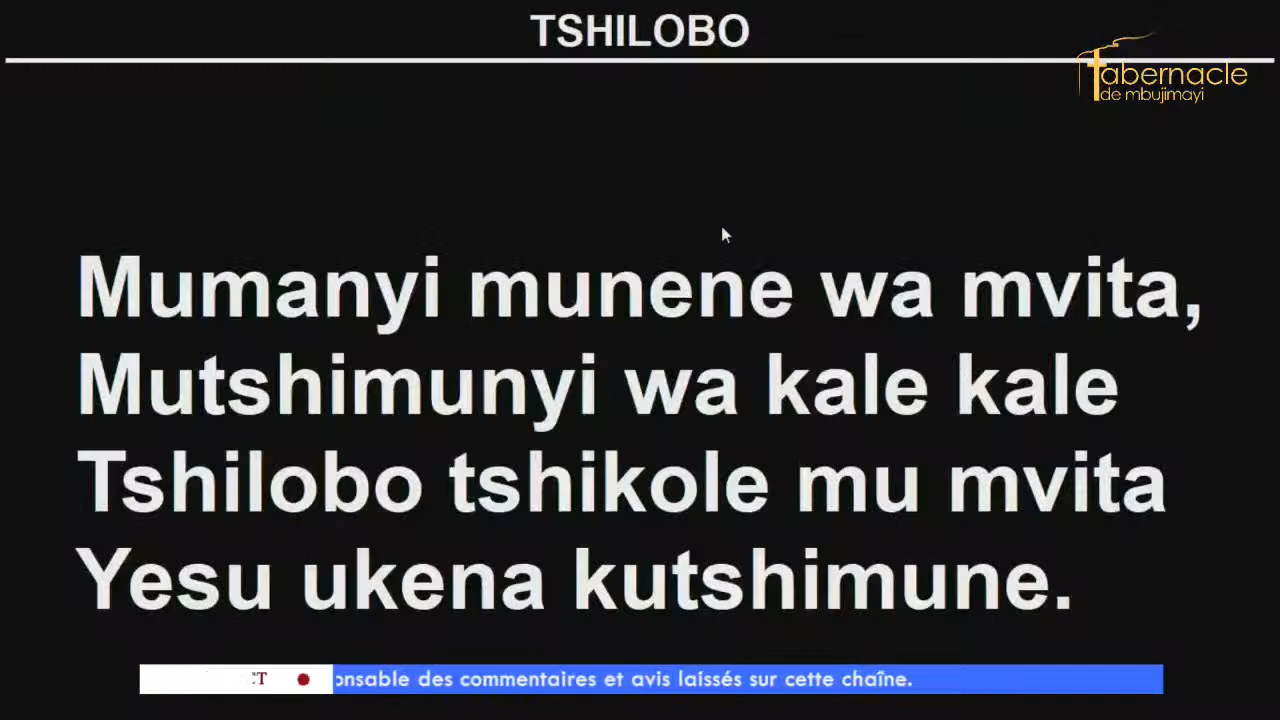 TSHILOBO
Tabernacle
de mbujimayi
Mumanyi munene wa mvita,
Mutshimunyi wa kale kale
Tshilobo tshikole mu mvita
Yesu ukena kutshimune.
des commentaires et avis laissés sur cette chaîne.